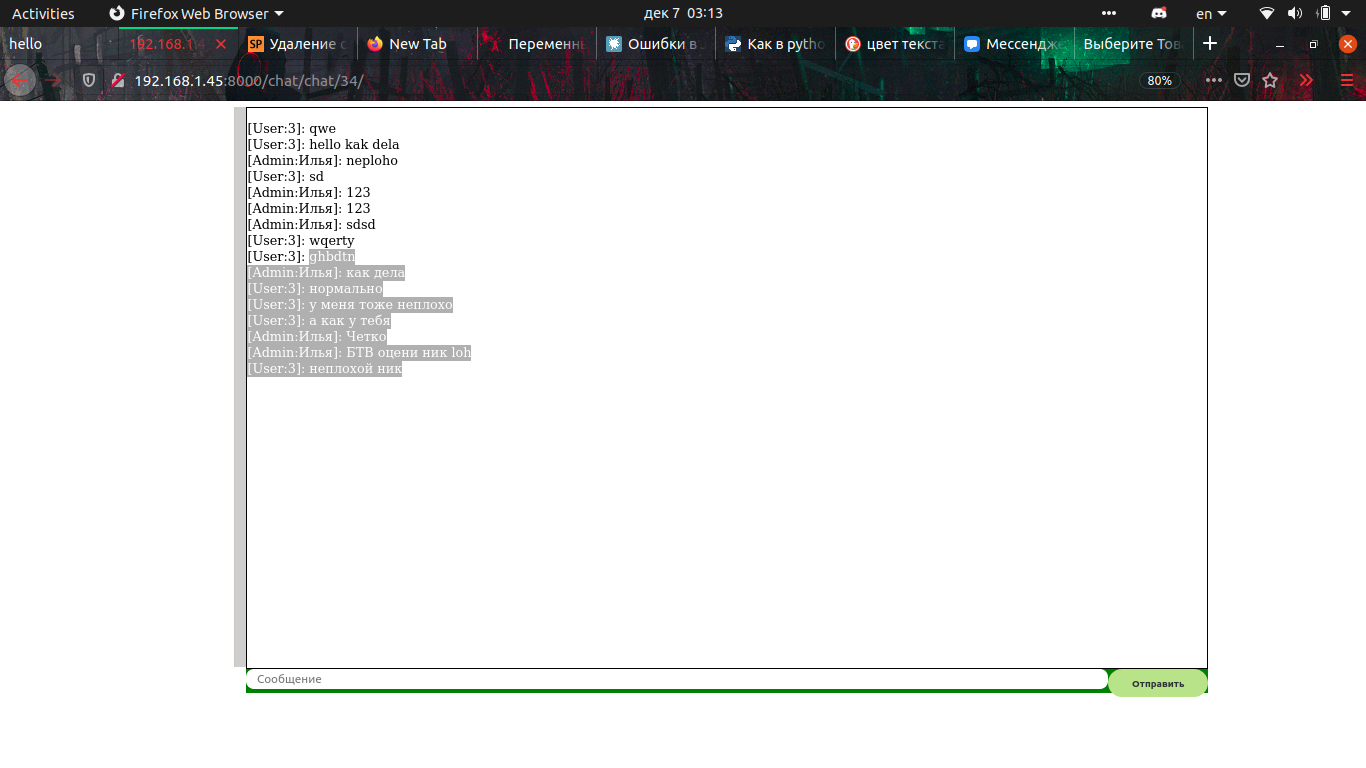 Activities Firefox Web Browser дек 7 03:13 en
hello 192.168.1.4 Удаление с New Tab Переменн Ошибки в Как в pytho цвет текста Мессендже Выберите Тов
192.168.1.45:8000/chat/chat/34/ 80%
[User:3]: qwe
[User:3]: hello kak dela
[Admin:Илья]: neploho
[User:3]: sd
[Admin:Илья]: 123
[Admin:Илья]: 123
[Admin:Илья]: sdsd
[User:3]: wqerty
[User:3]: ghbdtn
[Admin:Илья]: как дела
[User:3]: нормально
[User:3]: у меня тоже неплохо
[User:3]: а как у тебя
[Admin:Илья]: Четко
[Admin:Илья]: БТВ оцени ник loh
[User:3]: неплохой ник
Сообщение Отправить